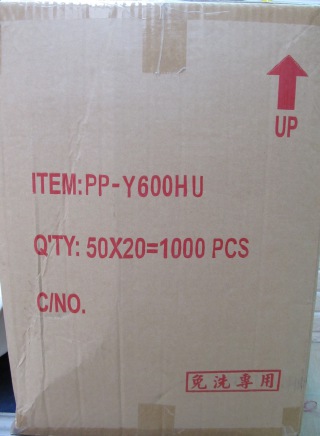 UP
ITEM:PP-Y600HU
Q'TY: 50X20=1000 PCS
C/NO.
免洗專用